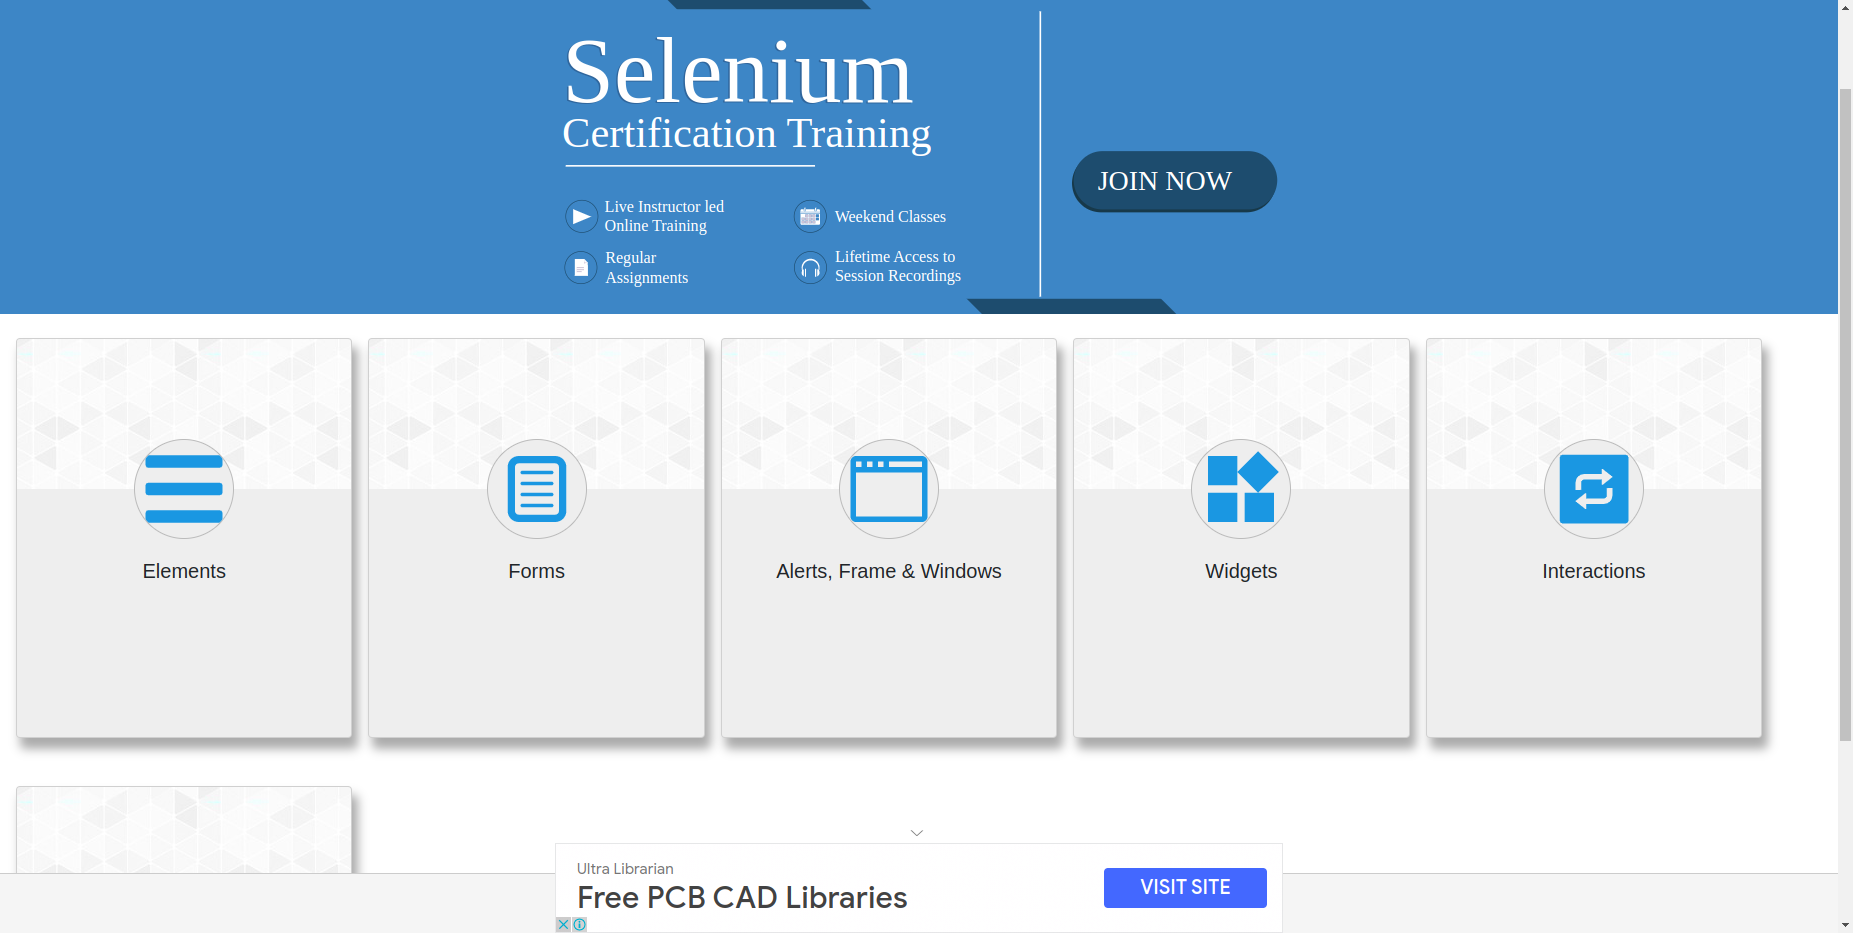 Selenium
Certification Training
JOIN NOW
Live Instructor led
Online Training
Weekend Classes
Regular
Assignments
Lifetime Access to
Session Recordings
Elements
Forms
Alerts, Frame & Windows
Widgets
Interactions
Ultra Librarian
Free PCB CAD Libraries
VISIT SITE